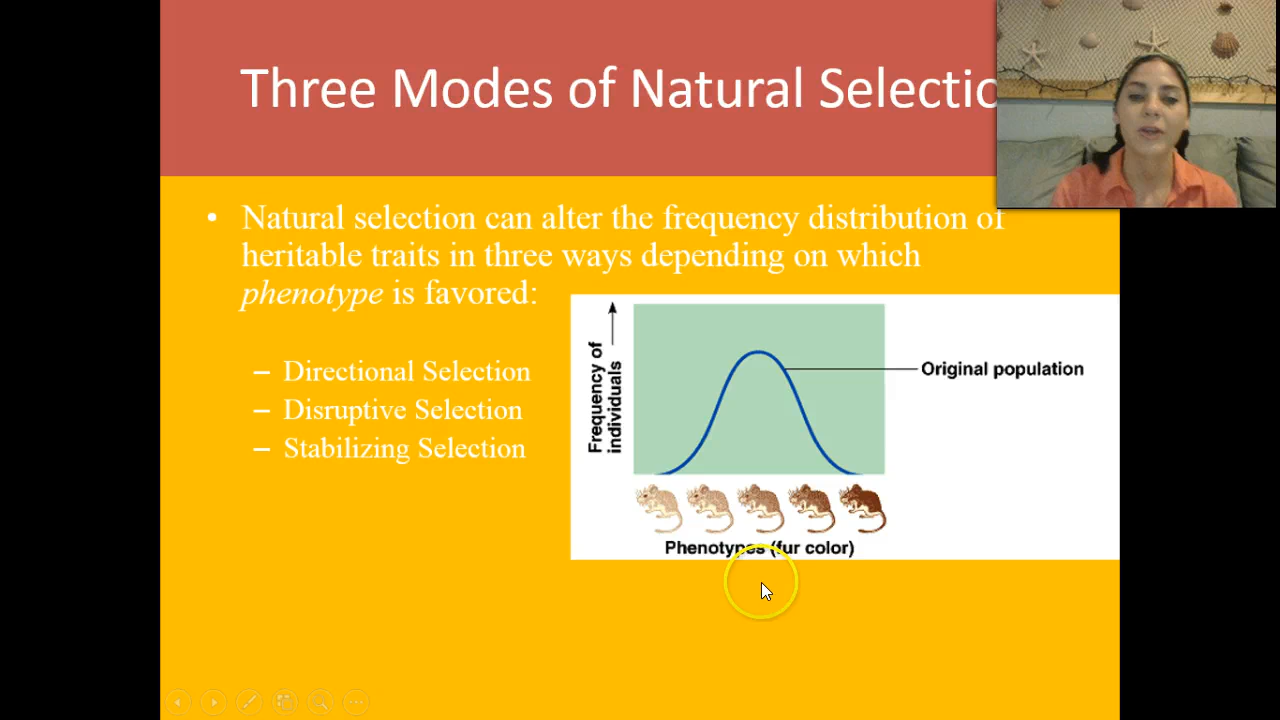 Three Modes of Natural Selectio
• Natural selection can alter the frequency distribution of
heritable traits in three ways depending on which
phenotype is favored:
– Directional Selection
– Disruptive Selection
– Stabilizing Selection
Frequency of
individuals
Original population
Phenotypes (fur color)